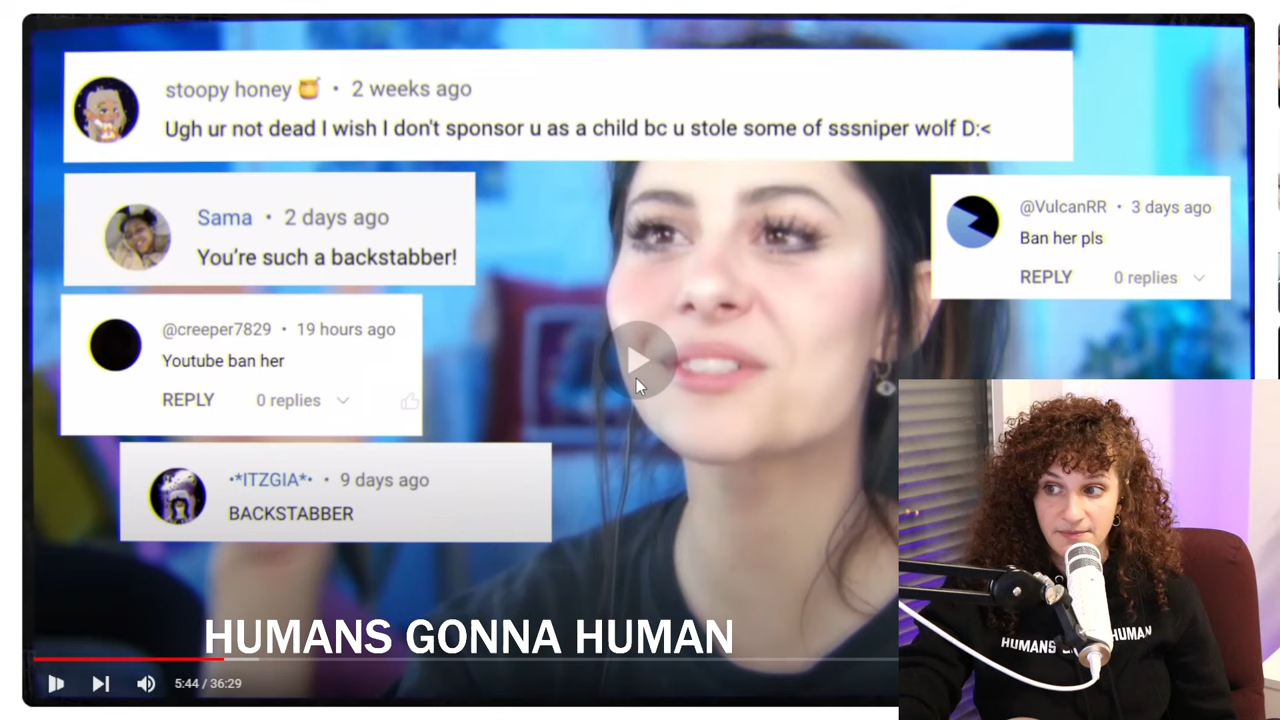 stoopy honey 🍯 • 2 weeks ago
Ugh ur not dead I wish I don't sponsor u as a child bc u stole some of sssniper wolf D:<
Sama • 2 days ago
You're such a backstabber!
@VulcanRR • 3 days ago
Ban her pls
REPLY 0 replies
@creeper7829 • 19 hours ago
Youtube ban her
REPLY 0 replies
•*ITZGIA*• • 9 days ago
BACKSTABBER
HUMANS GONNA HUMAN
5:44 / 36:29
HUMANS HUMAN